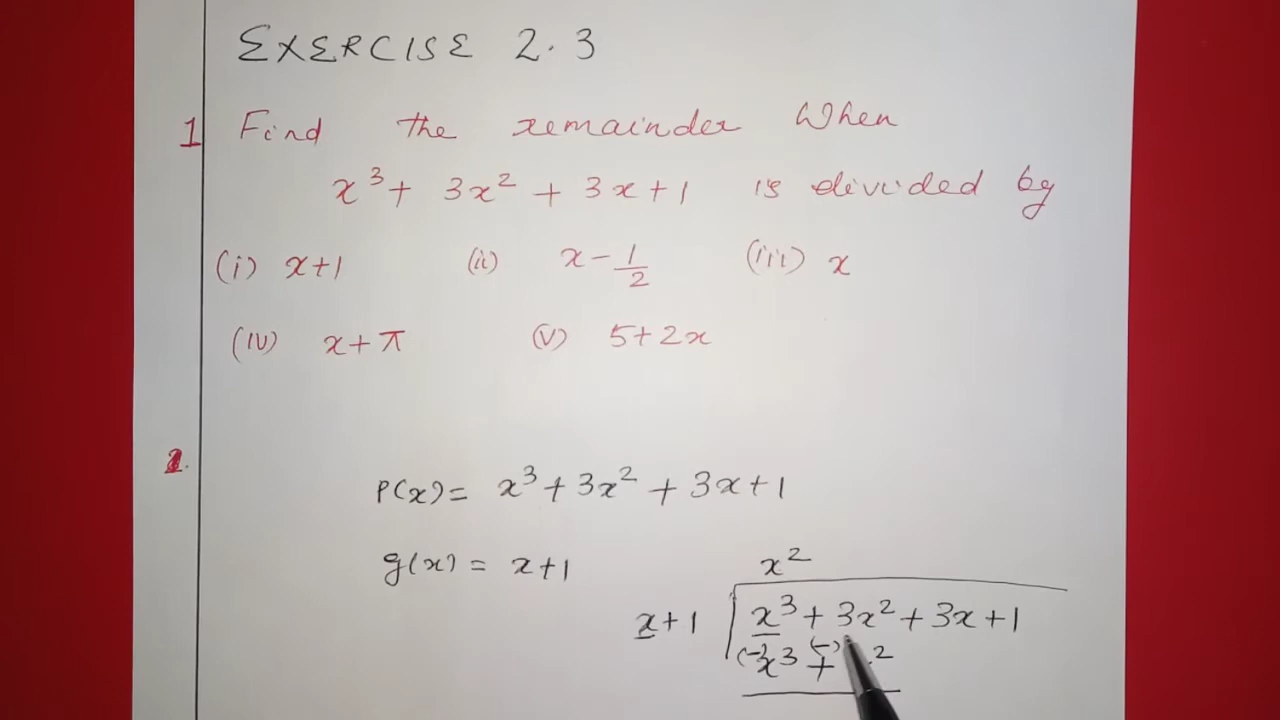 EXERCISE 2.3
1 Find the remainder when
x³ + 3x² + 3x + 1 is divided by
(i) x+1 (ii) x - 1/2 (iii) x
(iv) x + π (v) 5 + 2x
P(x) = x³ + 3x² + 3x + 1
g(x) = x + 1
x²
x + 1 x³ + 3x² + 3x + 1
(-) x³ (-) +